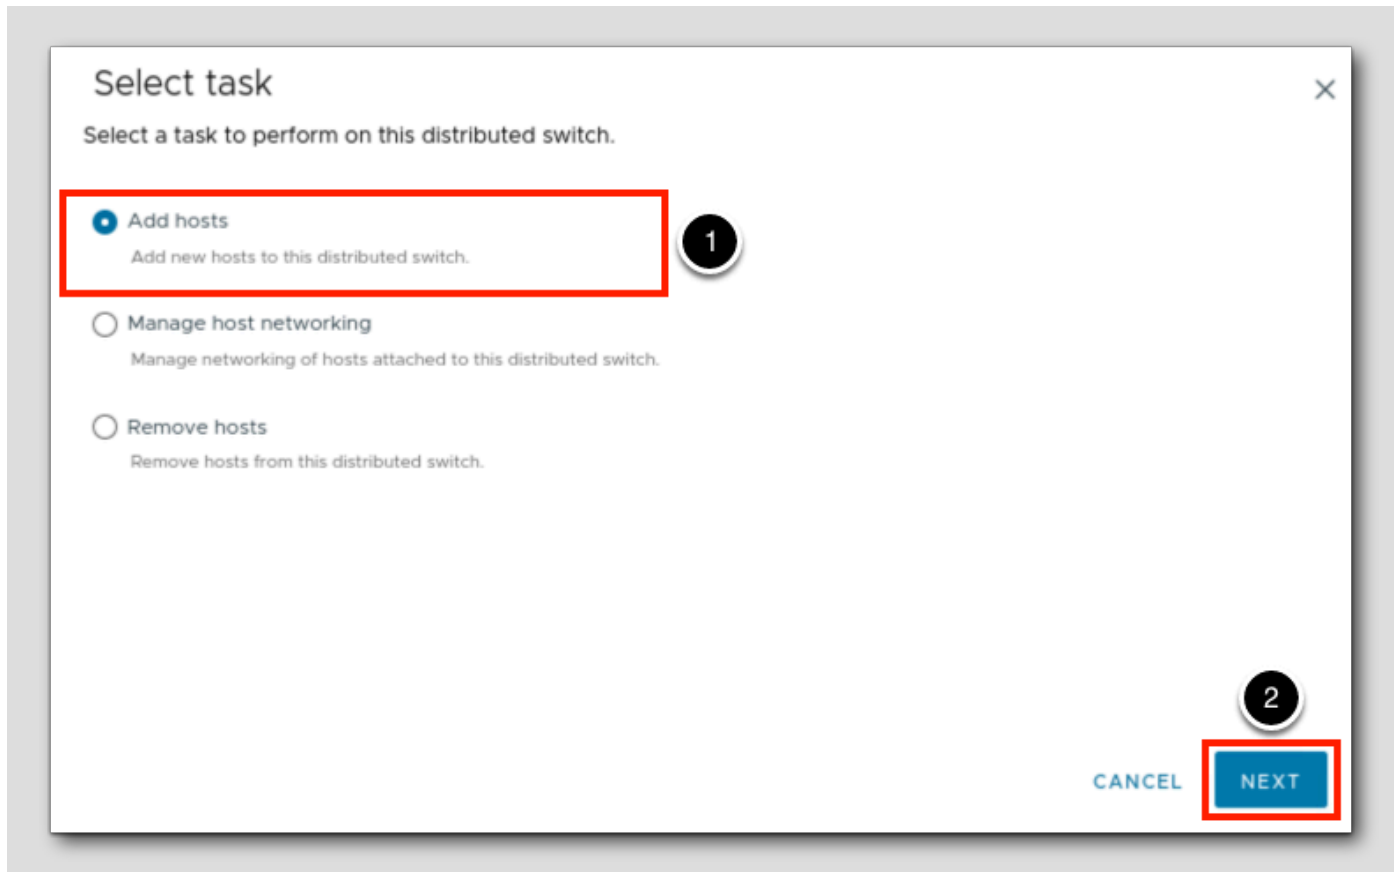 Select task
Select a task to perform on this distributed switch.
Add hosts
Add new hosts to this distributed switch.
1
Manage host networking
Manage networking of hosts attached to this distributed switch.
Remove hosts
Remove hosts from this distributed switch.
2
CANCEL NEXT